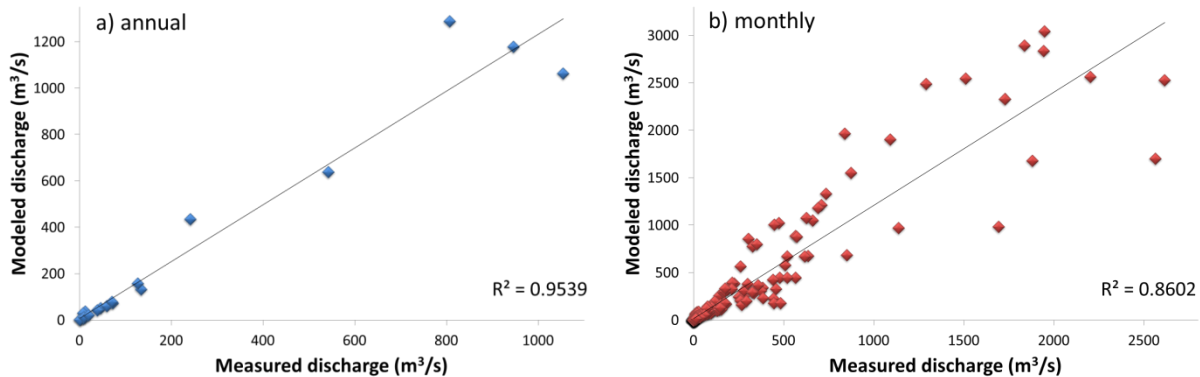 a) annual
Modeled discharge (m³/s)
1200
1000
800
600
400
200
0
0 200 400 600 800 1000
R² = 0.9539
Measured discharge (m³/s)
b) monthly
Modeled discharge (m³/s)
3000
2500
2000
1500
1000
500
0
0 500 1000 1500 2000 2500
R² = 0.8602
Measured discharge (m³/s)